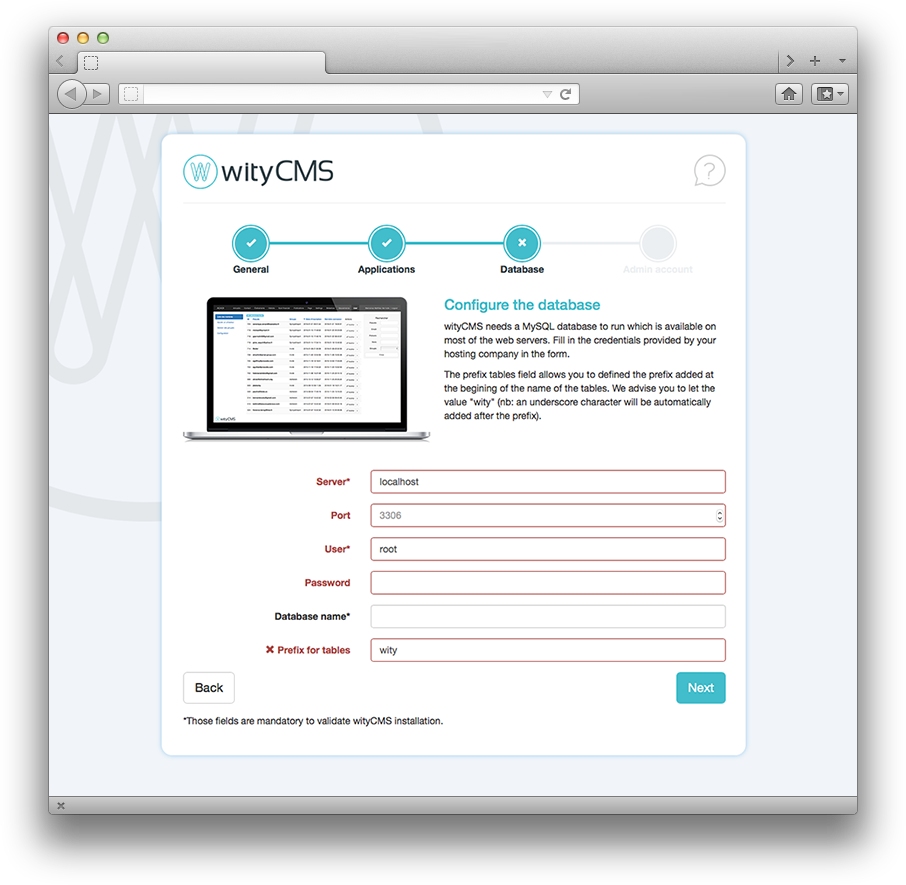 wityCMS
?
General
Applications
Database
Admin account
Configure the database
wityCMS needs a MySQL database to run which is available on
most of the web servers. Fill in the credentials provided by your
hosting company in the form.
The prefix tables field allows you to defined the prefix added at
the begining of the name of the tables. We advise you to let the
value "wity" (nb: an underscore character will be automatically
added after the prefix).
Server* localhost
Port 3306
User* root
Password
Database name*
Prefix for tables wity
Back Next
*Those fields are mandatory to validate wityCMS installation.